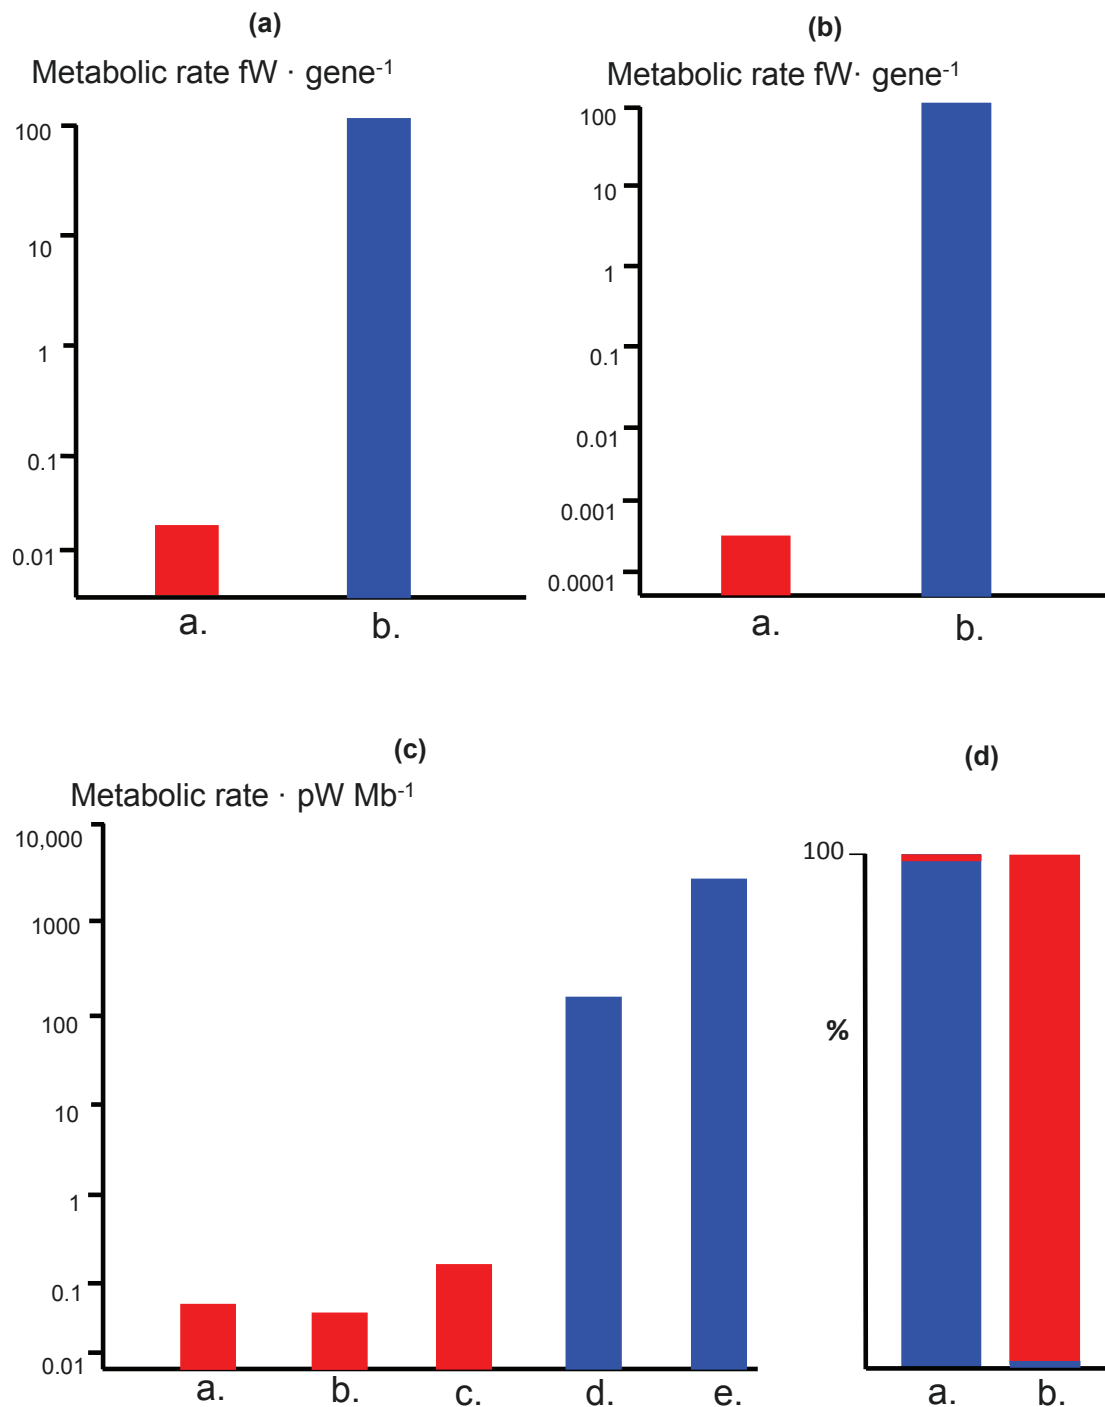 (a)
Metabolic rate fW · gene⁻¹
100
10
1
0.1
0.01
a. b.
(b)
Metabolic rate fW· gene⁻¹
100
10
1
0.1
0.01
0.001
0.0001
a. b.
(c)
Metabolic rate · pW Mb⁻¹
10,000
1000
100
10
1
0.1
0.01
a. b. c. d. e.
(d)
100
%
a. b.